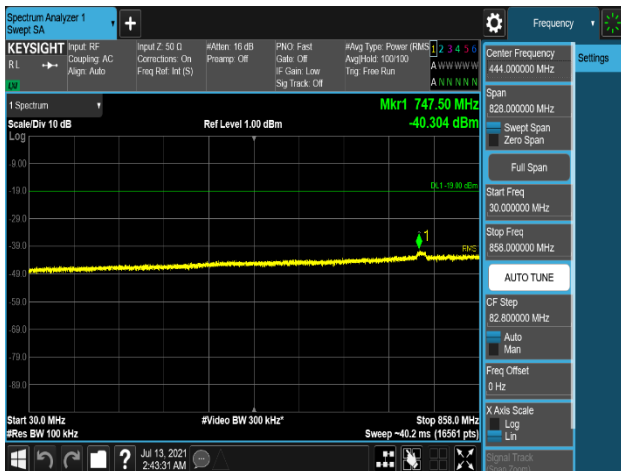 Spectrum Analyzer 1
Swept SA
Frequency
KEYSIGHT
Input: RF
Coupling: AC
Align: Auto
Input Z: 50 Ω
Corrections: On
Freq Ref: Int (S)
#Atten: 16 dB
Preamp: Off
PNO: Fast
Gate: Off
IF Gain: Low
Sig Track: Off
#Avg Type: Power (RMS
Avg|Hold: 100/100
Trig: Free Run
1 2 3 4 5 6
A W W W W W
A N N N N N
R L
LXI
1 Spectrum
Scale/Div 10 dB
Log
Ref Level 1.00 dBm
Mkr1 747.50 MHz
-40.304 dBm
-9.00
-19.0
DL1 -19.00 dBm
-29.0
1
-39.0
RMS
-49.0
-59.0
-69.0
-79.0
-89.0
Start 30.0 MHz
#Res BW 100 kHz
#Video BW 300 kHz*
Stop 858.0 MHz
Sweep ~40.2 ms (16561 pts)
?
Jul 13, 2021
2:43:31 AM
Center Frequency
444.000000 MHz
Settings
Span
828.000000 MHz
Swept Span
Zero Span
Full Span
Start Freq
30.000000 MHz
Stop Freq
858.000000 MHz
AUTO TUNE
CF Step
82.800000 MHz
Auto
Man
Freq Offset
0 Hz
X Axis Scale
Log
Lin
Signal Track
(Span Zoom)